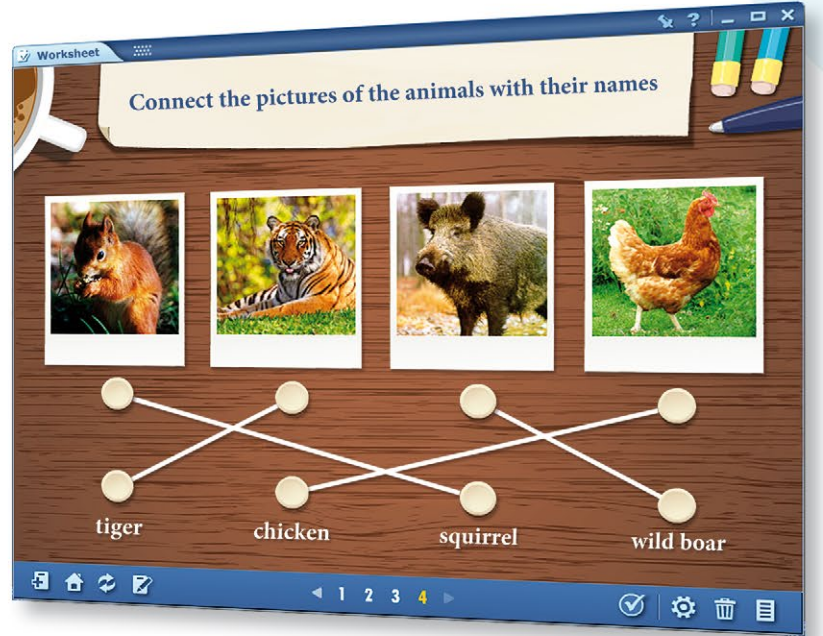 Worksheet
?
Connect the pictures of the animals with their names
tiger
chicken
squirrel
wild boar
1 2 3 4